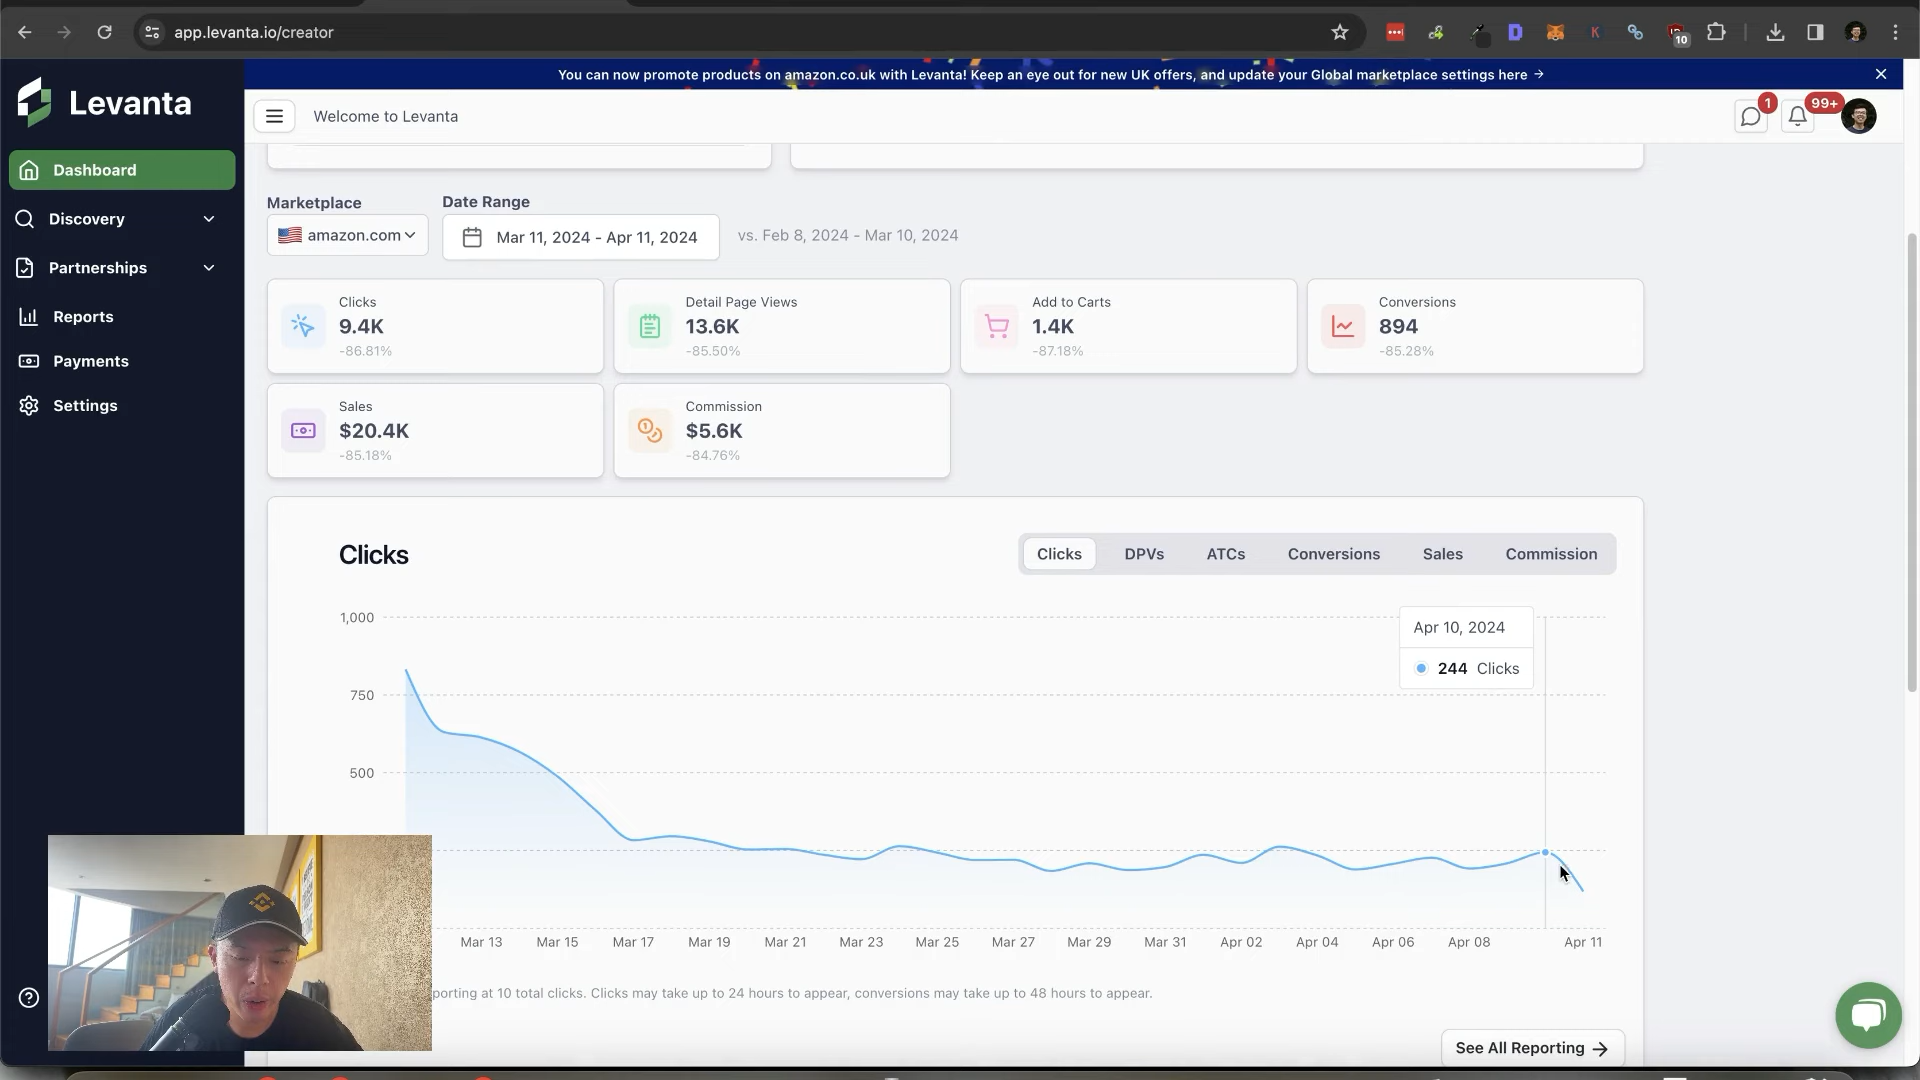 app.levanta.io/creator
10
You can now promote products on amazon.co.uk with Levanta! Keep an eye out for new UK offers, and update your Global marketplace settings here →
Levanta
Welcome to Levanta
1
99+
Dashboard
Discovery
Partnerships
Reports
Payments
Settings
Marketplace
Date Range
amazon.com
Mar 11, 2024 - Apr 11, 2024
vs. Feb 8, 2024 - Mar 10, 2024
Clicks
9.4K
-86.81%
Detail Page Views
13.6K
-85.50%
Add to Carts
1.4K
-87.18%
Conversions
894
-85.28%
Sales
$20.4K
-85.18%
Commission
$5.6K
-84.76%
Clicks
Clicks DPVs ATCs Conversions Sales Commission
1,000
750
500
Apr 10, 2024
244 Clicks
Mar 13 Mar 15 Mar 17 Mar 19 Mar 21 Mar 23 Mar 25 Mar 27 Mar 29 Mar 31 Apr 02 Apr 04 Apr 06 Apr 08 Apr 11
porting at 10 total clicks. Clicks may take up to 24 hours to appear, conversions may take up to 48 hours to appear.
See All Reporting →